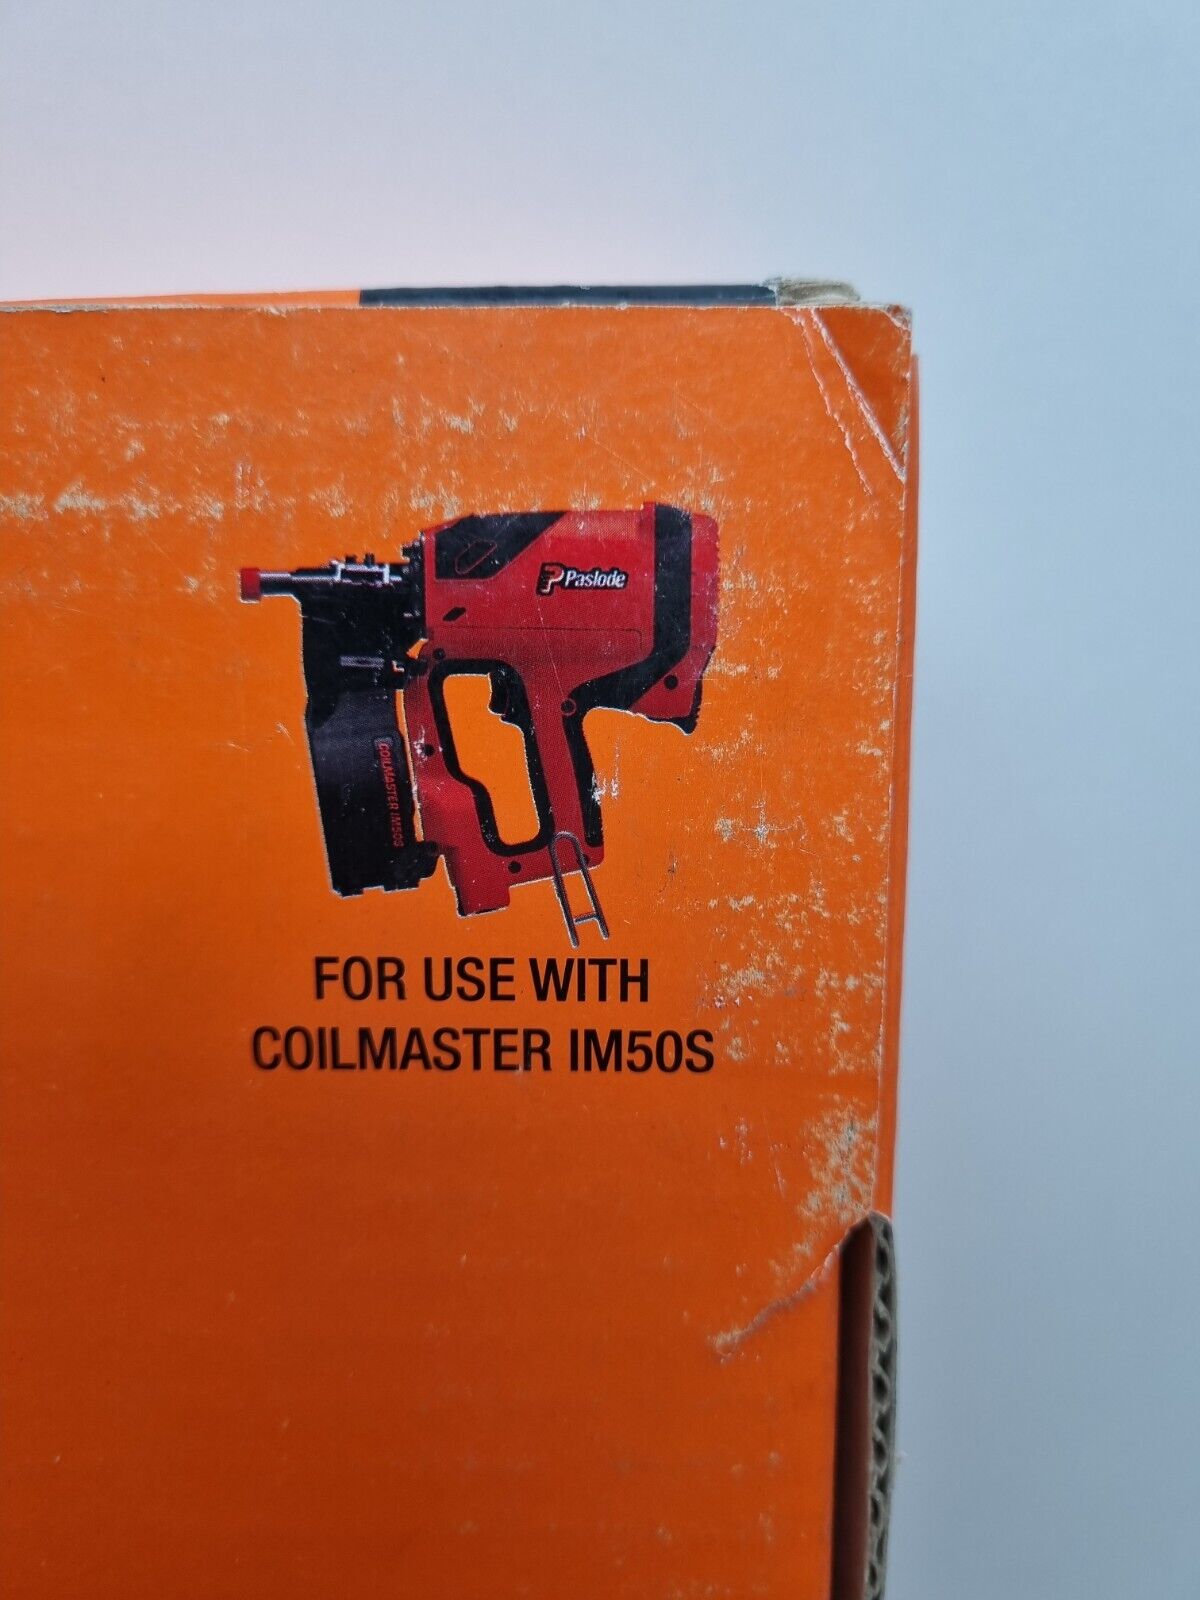 Paslode
COILMASTER IM50S
FOR USE WITH
COILMASTER IM50S